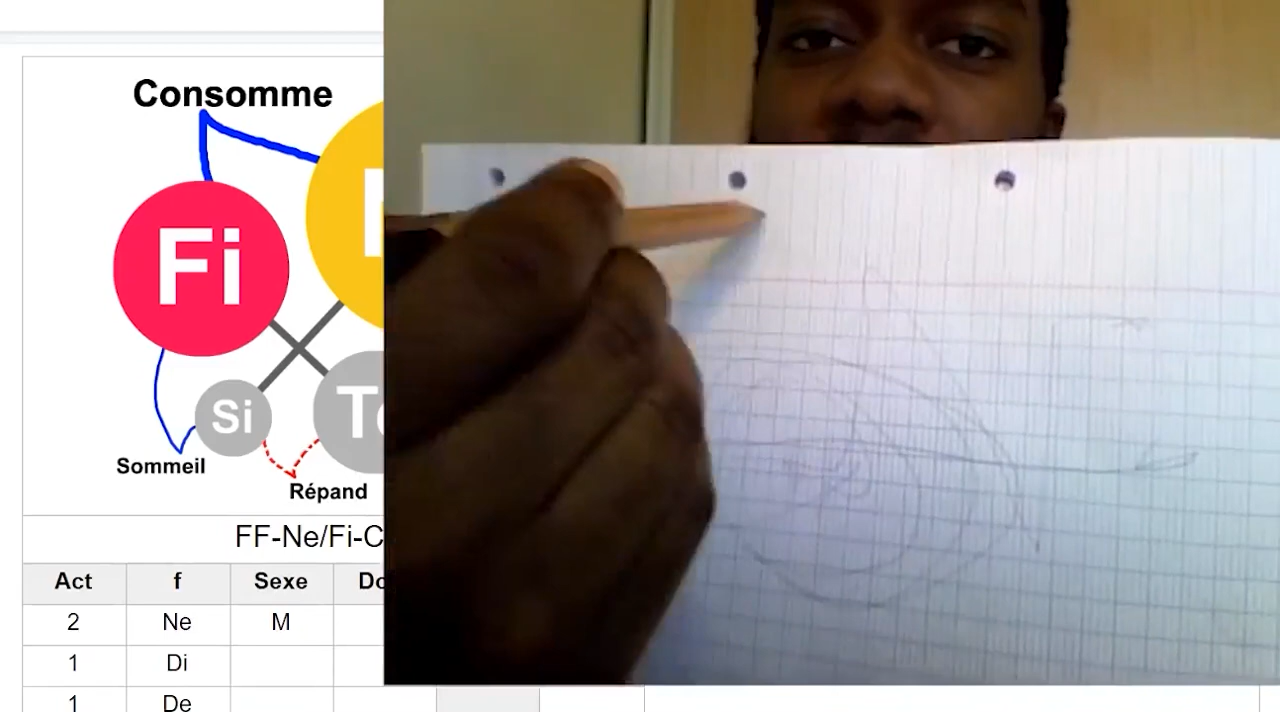 Consomme
Fi
Si
Sommeil
Répand
FF-Ne/Fi-C
Act f Sexe
2 Ne M
1 Di
1 De